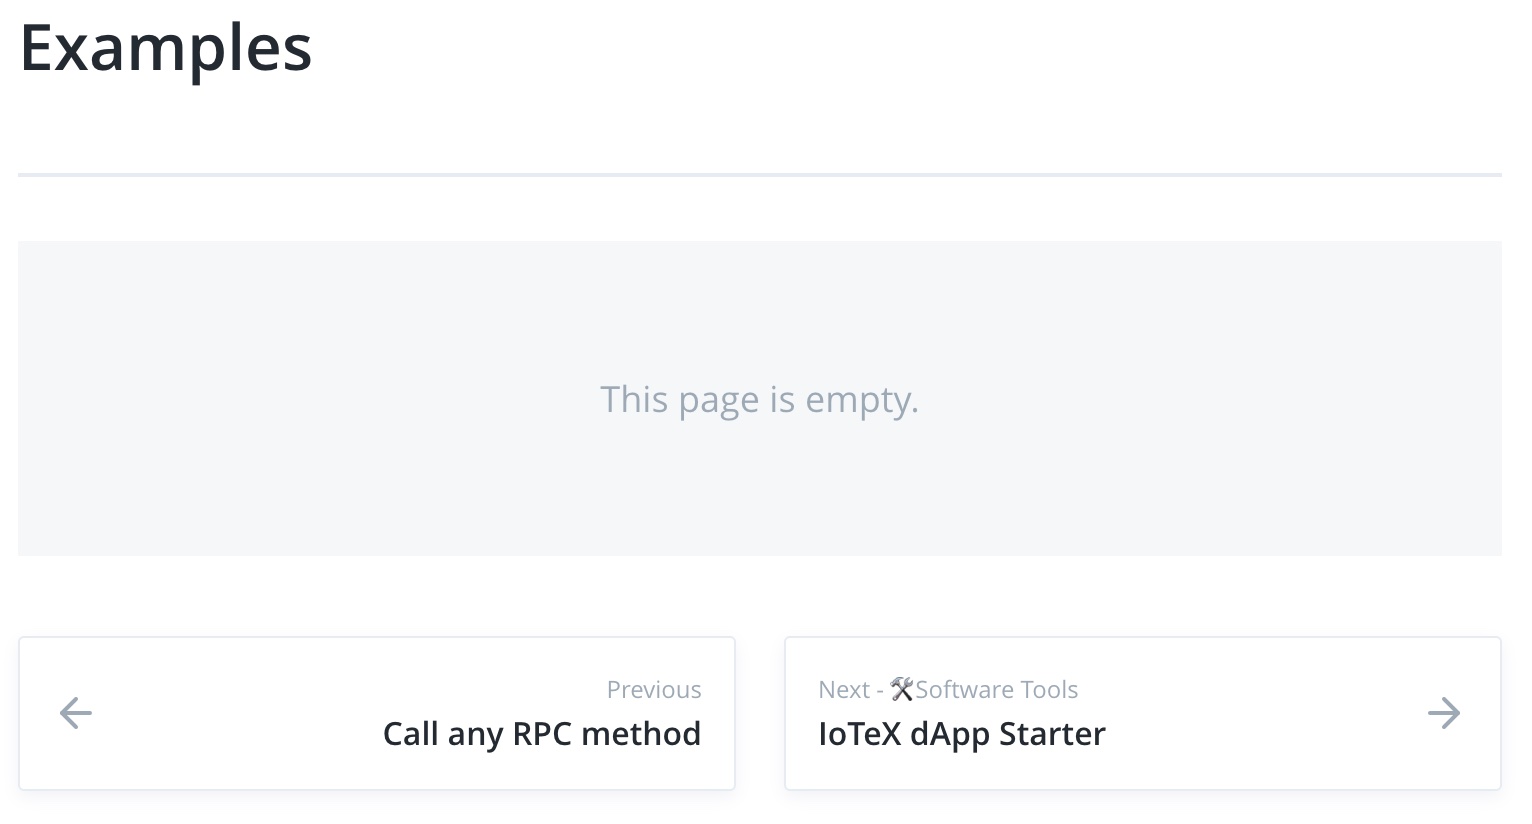 Examples
This page is empty.
Previous
Call any RPC method
Next - 🛠Software Tools
IoTeX dApp Starter